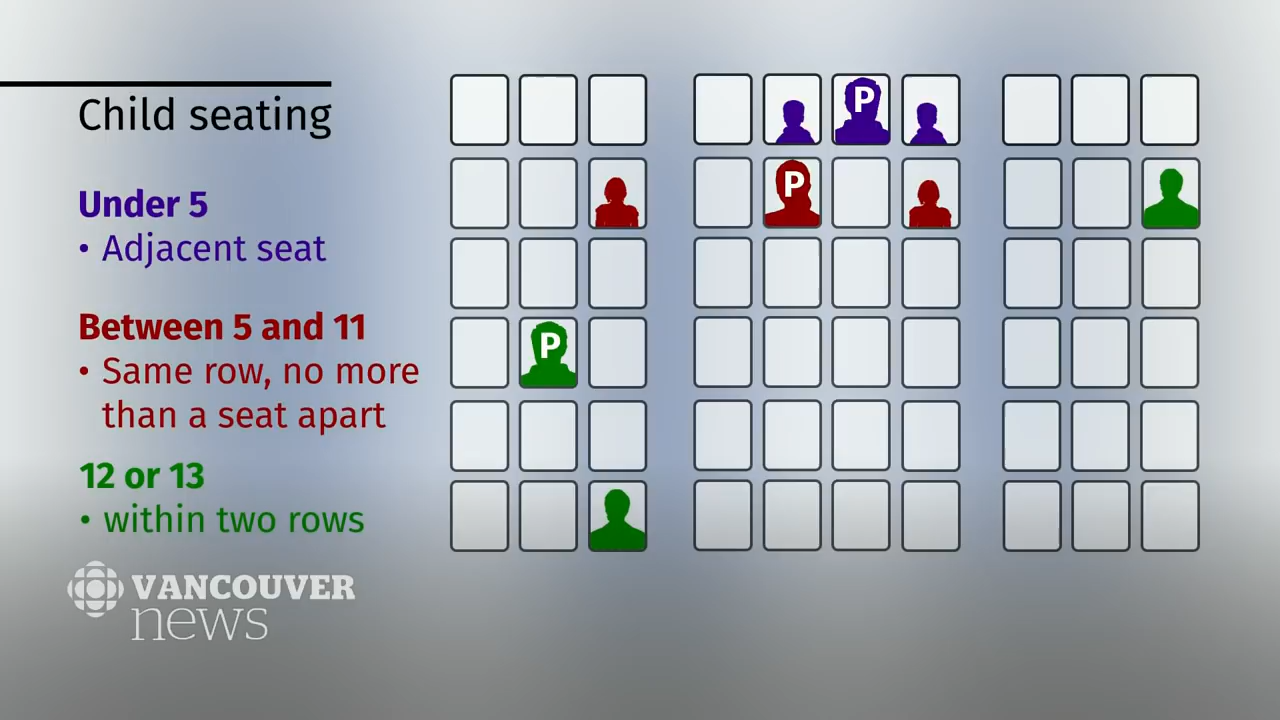 Child seating
Under 5
• Adjacent seat
Between 5 and 11
• Same row, no more
than a seat apart
12 or 13
• within two rows
VANCOUVER
news
P
P
P